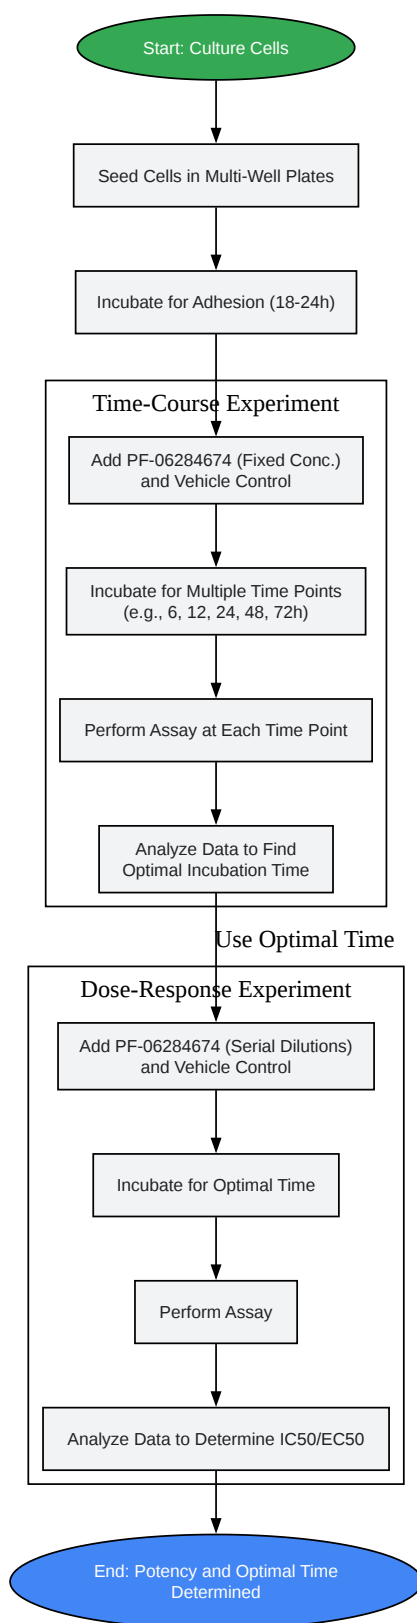 Start: Culture Cells
Seed Cells in Multi-Well Plates
Incubate for Adhesion (18-24h)
Time-Course Experiment
Add PF-06284674 (Fixed Conc.)
and Vehicle Control
Incubate for Multiple Time Points
(e.g., 6, 12, 24, 48, 72h)
Perform Assay at Each Time Point
Analyze Data to Find
Optimal Incubation Time
Use Optimal Time
Dose-Response Experiment
Add PF-06284674 (Serial Dilutions)
and Vehicle Control
Incubate for Optimal Time
Perform Assay
Analyze Data to Determine IC50/EC50
End: Potency and Optimal Time
Determined